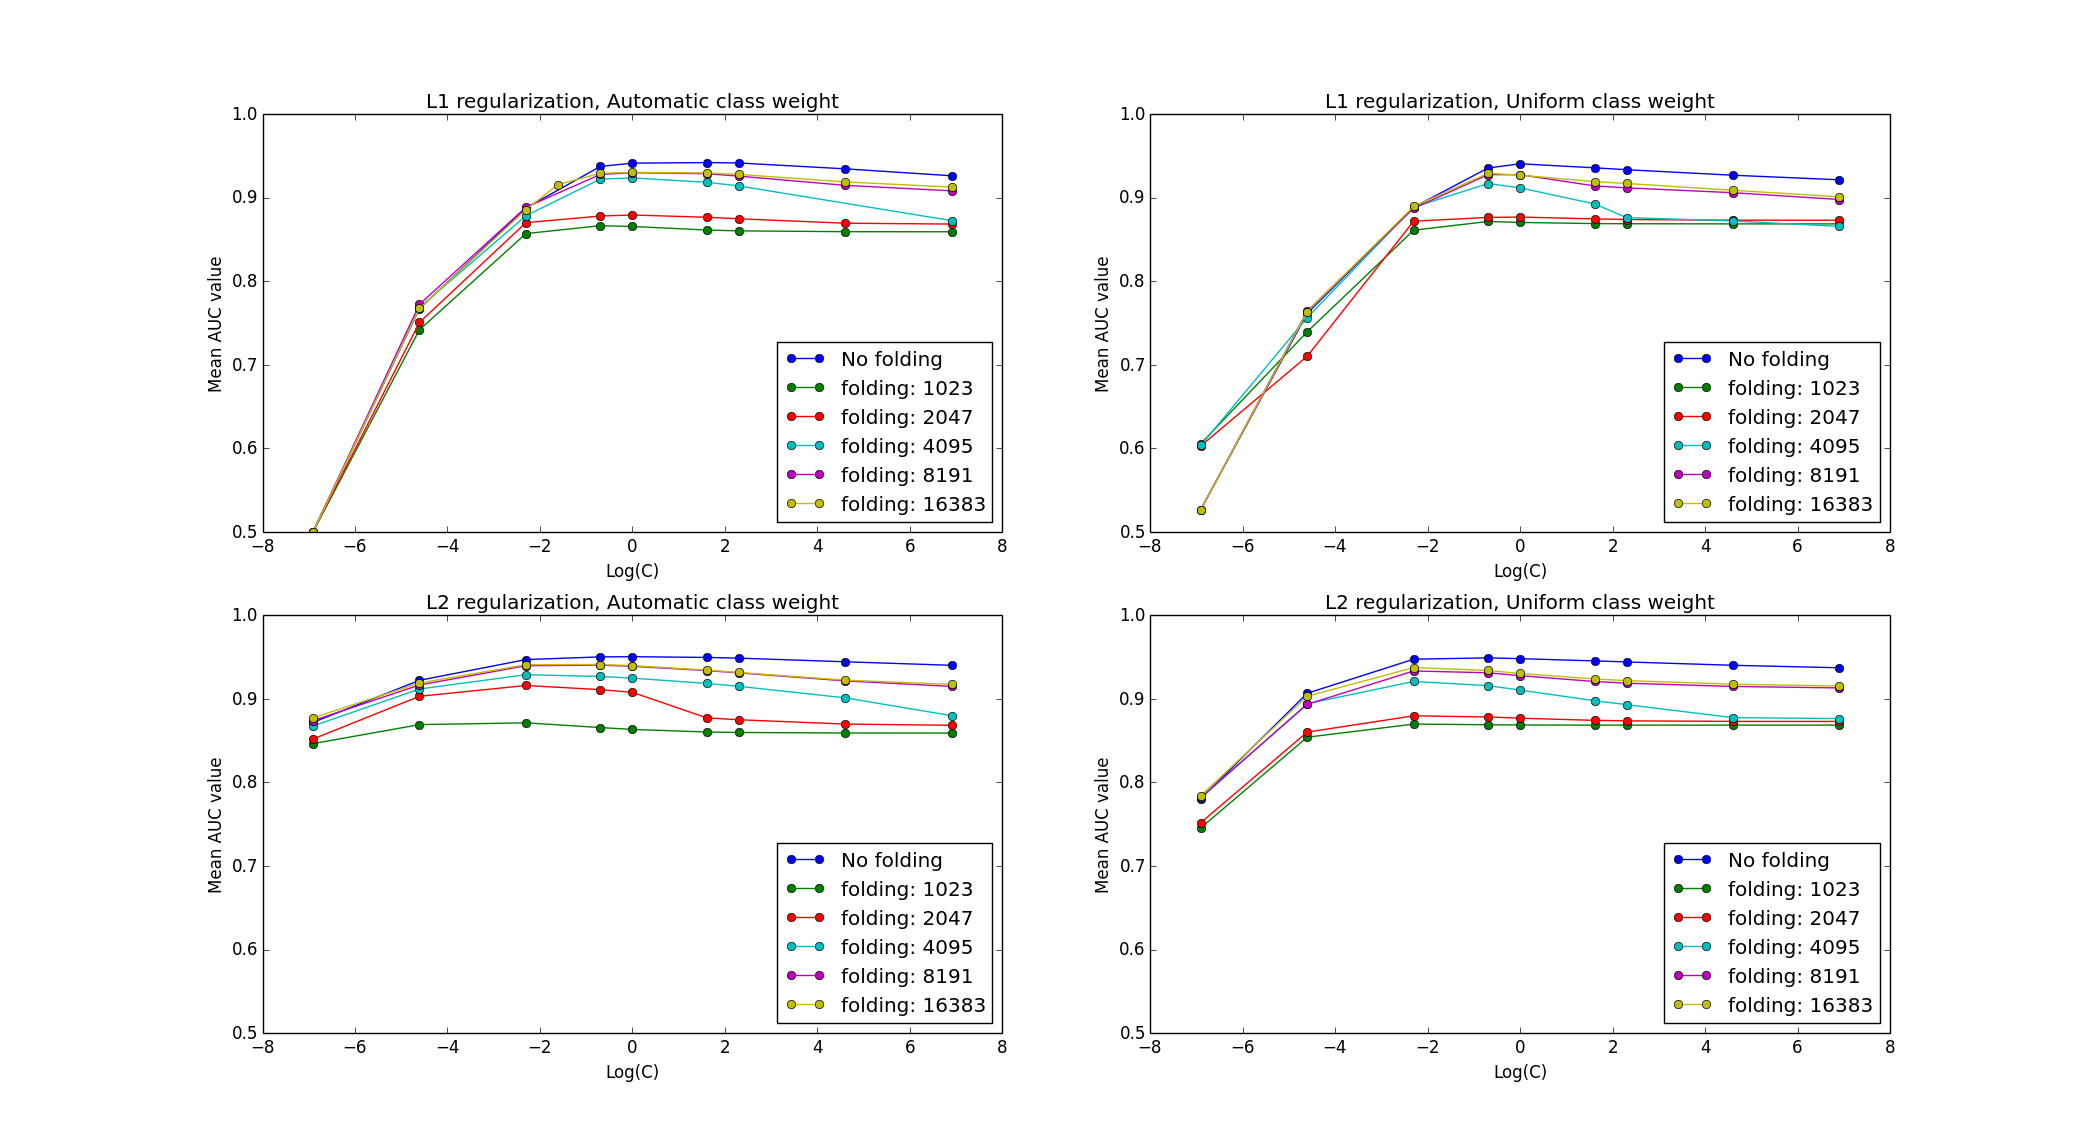 L1 regularization, Automatic class weight
1.0
0.9
0.8
0.7
0.6
0.5
Mean AUC value
−8 −6 −4 −2 0 2 4 6 8
Log(C)
No folding
folding: 1023
folding: 2047
folding: 4095
folding: 8191
folding: 16383
L1 regularization, Uniform class weight
1.0
0.9
0.8
0.7
0.6
0.5
Mean AUC value
−8 −6 −4 −2 0 2 4 6 8
Log(C)
No folding
folding: 1023
folding: 2047
folding: 4095
folding: 8191
folding: 16383
L2 regularization, Automatic class weight
1.0
0.9
0.8
0.7
0.6
0.5
Mean AUC value
−8 −6 −4 −2 0 2 4 6 8
Log(C)
No folding
folding: 1023
folding: 2047
folding: 4095
folding: 8191
folding: 16383
L2 regularization, Uniform class weight
1.0
0.9
0.8
0.7
0.6
0.5
Mean AUC value
−8 −6 −4 −2 0 2 4 6 8
Log(C)
No folding
folding: 1023
folding: 2047
folding: 4095
folding: 8191
folding: 16383